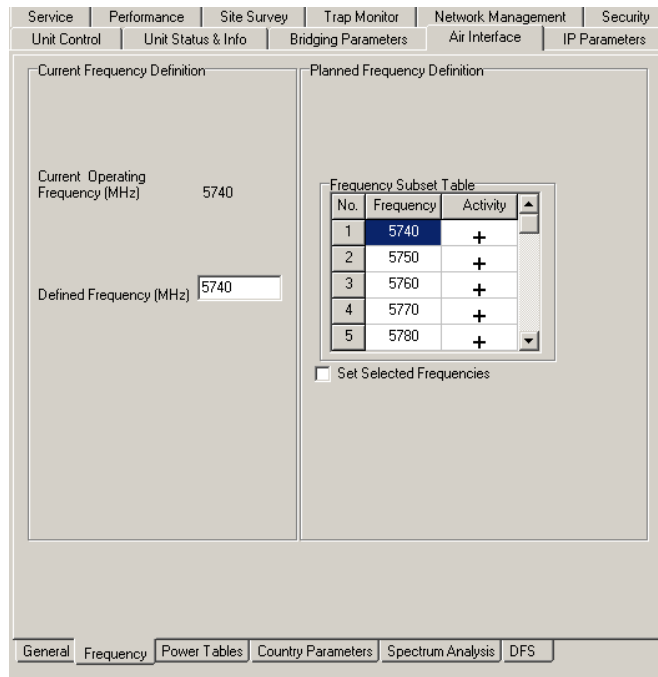 Service Performance Site Survey Trap Monitor Network Management Security
Unit Control Unit Status & Info Bridging Parameters Air Interface IP Parameters
Current Frequency Definition
Current Operating
Frequency (MHz) 5740
Defined Frequency (MHz) 5740
Planned Frequency Definition
Frequency Subset Table
No. Frequency Activity
1 5740 +
2 5750 +
3 5760 +
4 5770 +
5 5780 +
Set Selected Frequencies
General Frequency Power Tables Country Parameters Spectrum Analysis DFS